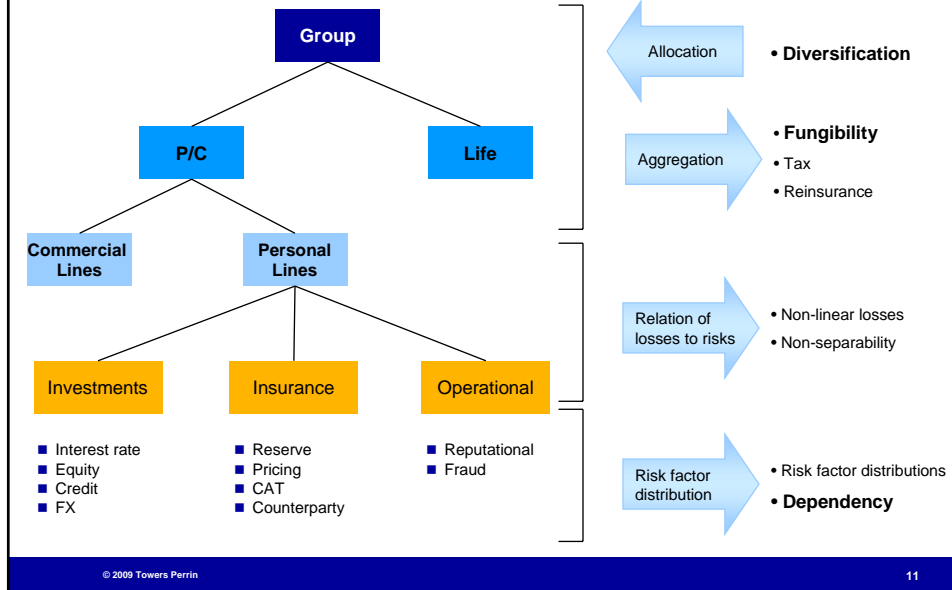 Group
P/C
Life
Commercial
Lines
Personal
Lines
Investments
Insurance
Operational
■ Interest rate
■ Equity
■ Credit
■ FX
■ Reserve
■ Pricing
■ CAT
■ Counterparty
■ Reputational
■ Fraud
Allocation
• Diversification
Aggregation
• Fungibility
• Tax
• Reinsurance
Relation of
losses to risks
• Non-linear losses
• Non-separability
Risk factor
distribution
• Risk factor distributions
• Dependency
© 2009 Towers Perrin
11